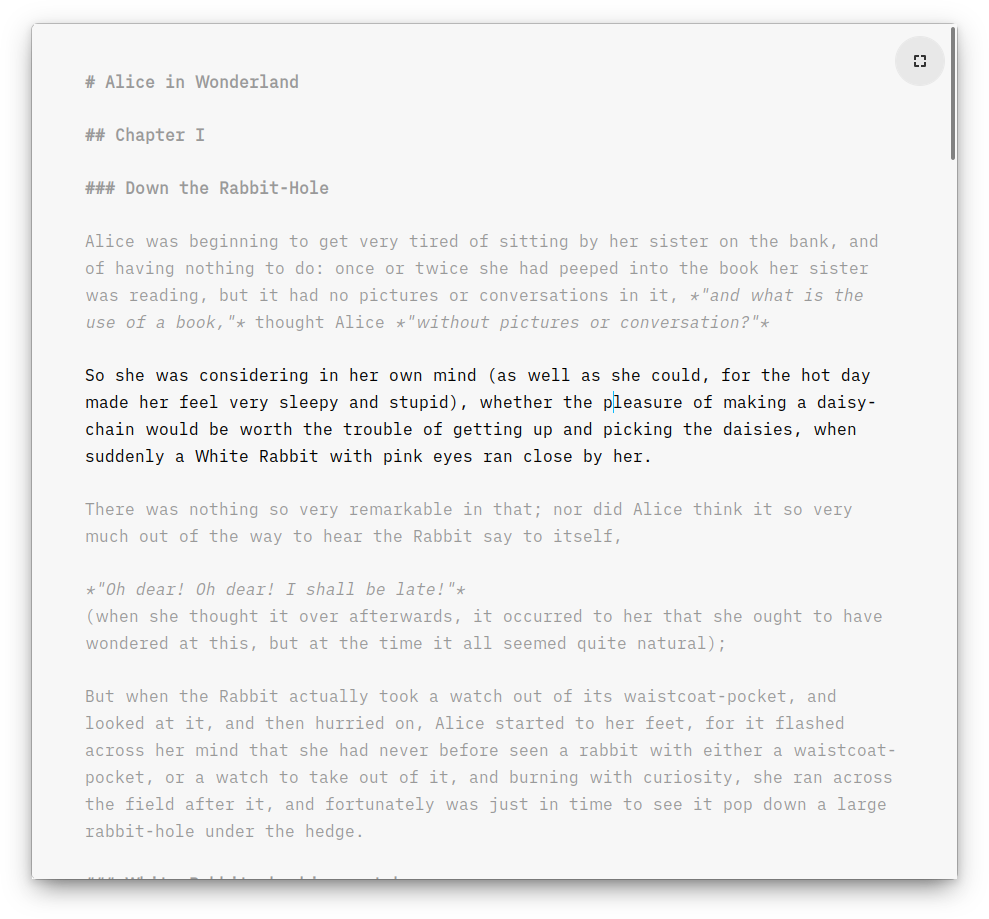 # Alice in Wonderland
## Chapter I
### Down the Rabbit-Hole
Alice was beginning to get very tired of sitting by her sister on the bank, and
of having nothing to do: once or twice she had peeped into the book her sister
was reading, but it had no pictures or conversations in it, *"and what is the
use of a book,"* thought Alice *"without pictures or conversation?"*
So she was considering in her own mind (as well as she could, for the hot day
made her feel very sleepy and stupid), whether the pleasure of making a daisy-
chain would be worth the trouble of getting up and picking the daisies, when
suddenly a White Rabbit with pink eyes ran close by her.
There was nothing so very remarkable in that; nor did Alice think it so very
much out of the way to hear the Rabbit say to itself,
*"Oh dear! Oh dear! I shall be late!"*
(when she thought it over afterwards, it occurred to her that she ought to have
wondered at this, but at the time it all seemed quite natural);
But when the Rabbit actually took a watch out of its waistcoat-pocket, and
looked at it, and then hurried on, Alice started to her feet, for it flashed
across her mind that she had never before seen a rabbit with either a waistcoat-
pocket, or a watch to take out of it, and burning with curiosity, she ran across
the field after it, and fortunately was just in time to see it pop down a large
rabbit-hole under the hedge.
### White Rabbit